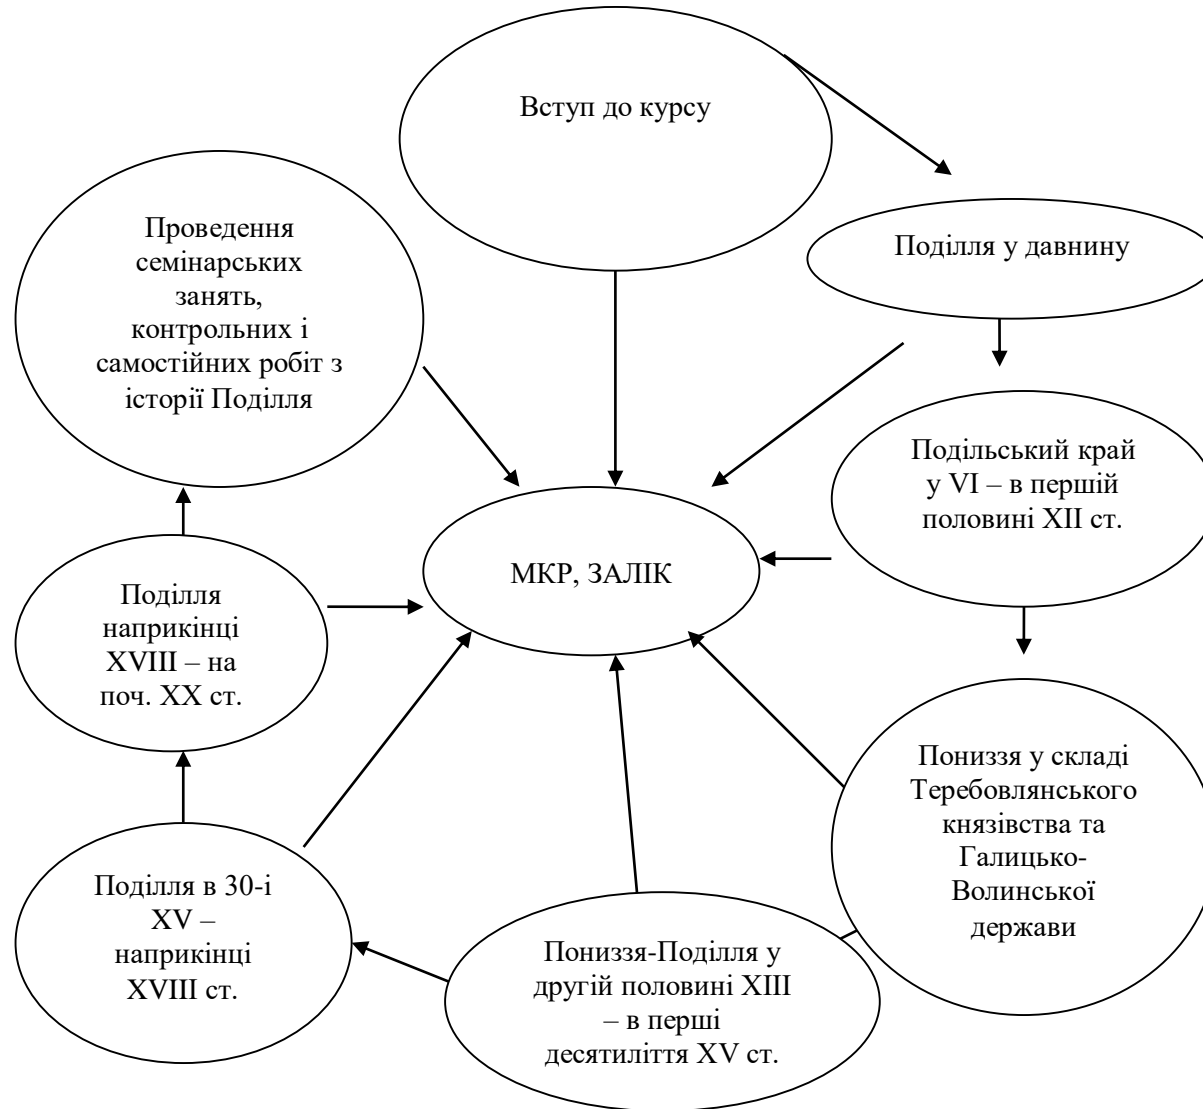 Вступ до курсу
Поділля у давнину
Подільський край
у VI – в першій
половині XII ст.
Пониззя у складі
Теребовлянського
князівства та
Галицько-
Волинської
держави
Пониззя-Поділля у
другій половині XIII
– в перші
десятиліття XV ст.
Поділля в 30-і
XV –
наприкінці
XVIII ст.
Поділля
наприкінці
XVIII – на
поч. XX ст.
Проведення
семінарських
занять,
контрольних і
самостійних робіт з
історії Поділля
МКР, ЗАЛІК